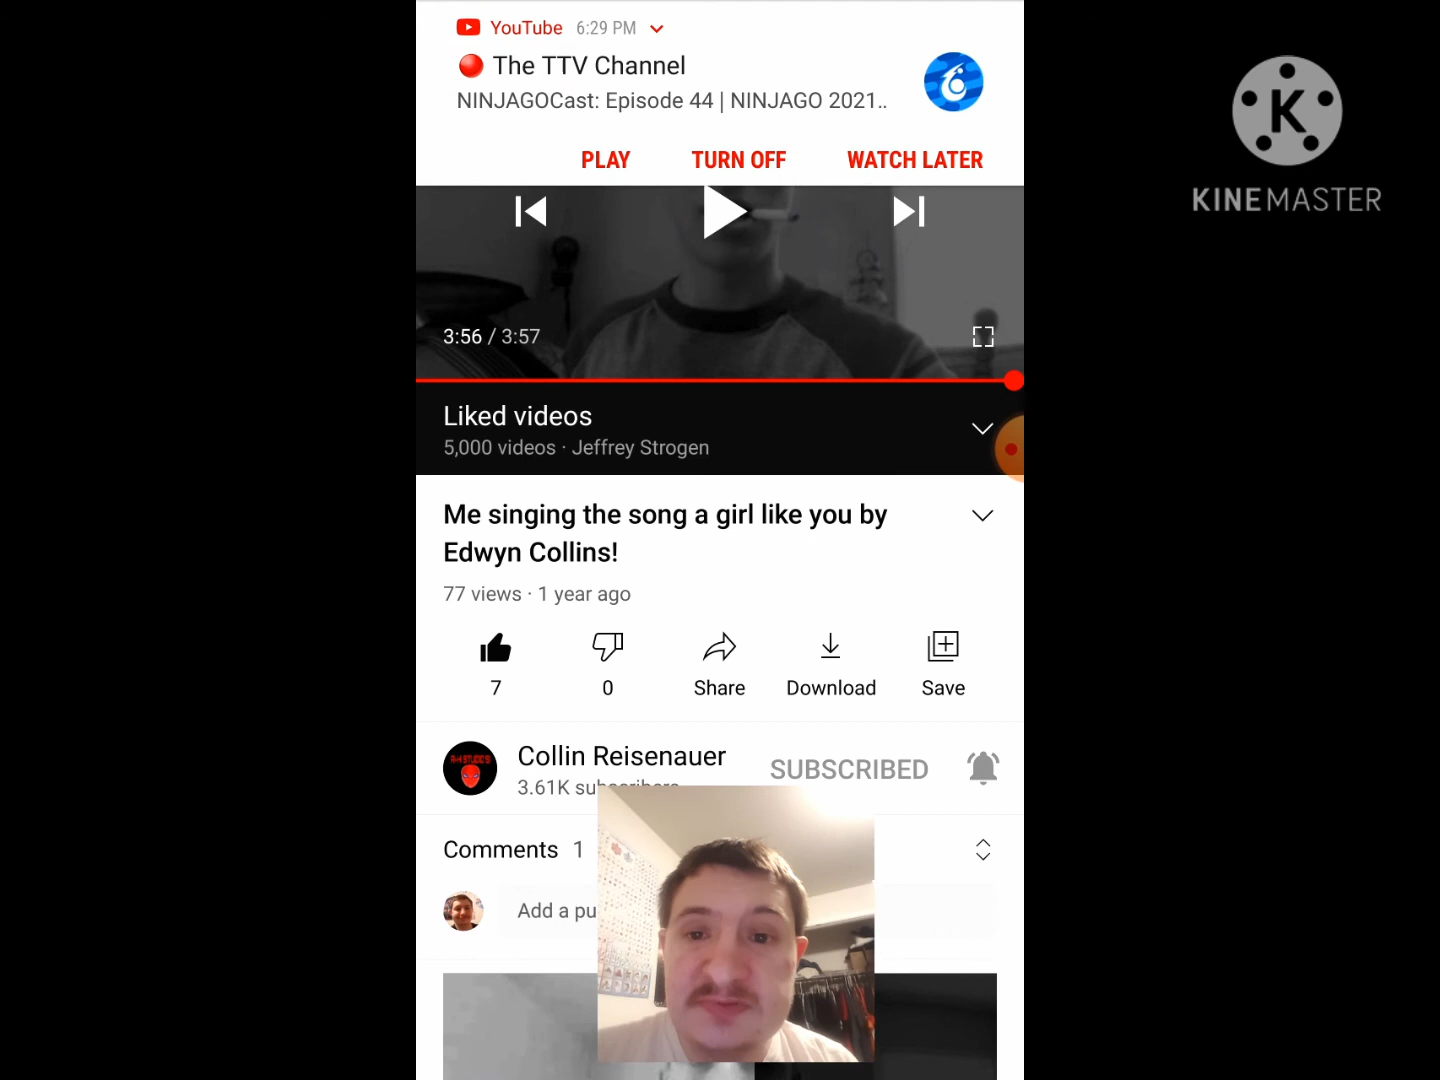 YouTube 6:29 PM
The TTV Channel
NINJAGOCast: Episode 44 | NINJAGO 2021..
PLAY TURN OFF WATCH LATER
K
KINEMASTER
3:56 / 3:57
Liked videos
5,000 videos · Jeffrey Strogen
Me singing the song a girl like you by
Edwyn Collins!
77 views · 1 year ago
7 0 Share Download Save
Collin Reisenauer
SUBSCRIBED
3.61K subscribers
Comments 1
Add a pu